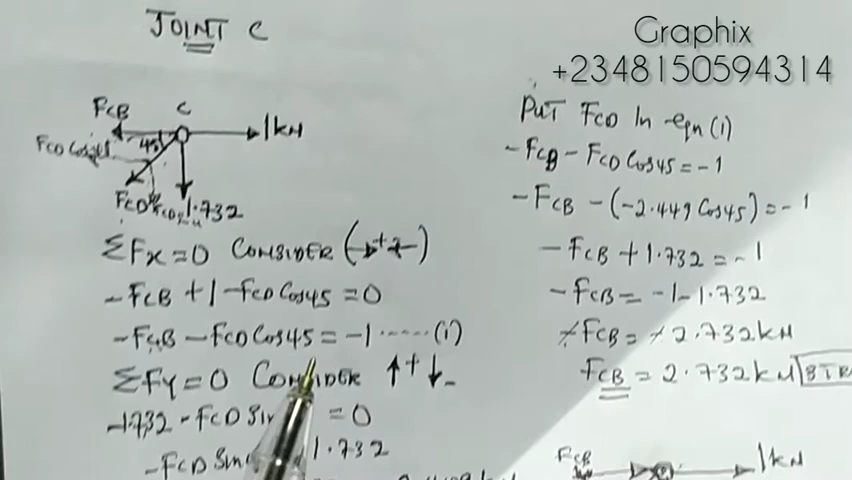 JOINT C
Graphix
+2348150594314
FCB
C
1kN
45
FCD
1.732
ΣFx=0 CONSIDER
-FCB +1 -FCD Cos45 =0
-FCB -FCD Cos45 = -1 ......(1)
ΣFy=0 CONSIDER ↑+ ↓-
-1.732 - FCD Sin =0
-FCD Sin 1.732
PUT FCD In eqn (1)
-FCB - FCD Cos45 = -1
-FCB -(-2.449 Cos45) = -1
-FCB + 1.732 = -1
-FCB = -1-1.732
-FCB = -2.732kN
FCB = 2.732kN
FCB
1kN